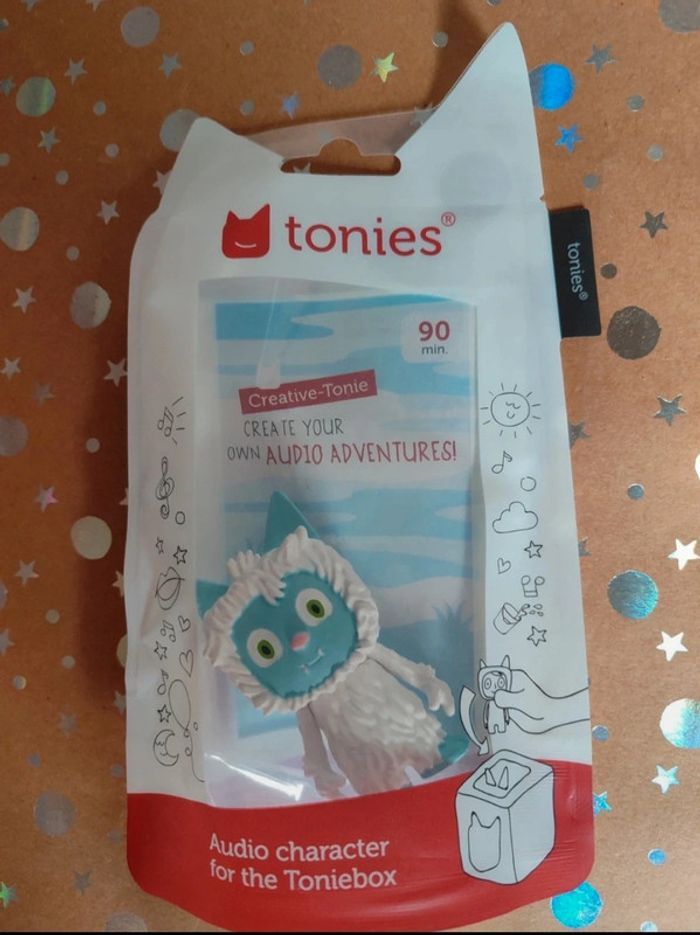 tonies®
tonies®
90
min.
Creative-Tonie
CREATE YOUR
OWN AUDIO ADVENTURES!
Audio character
for the Toniebox